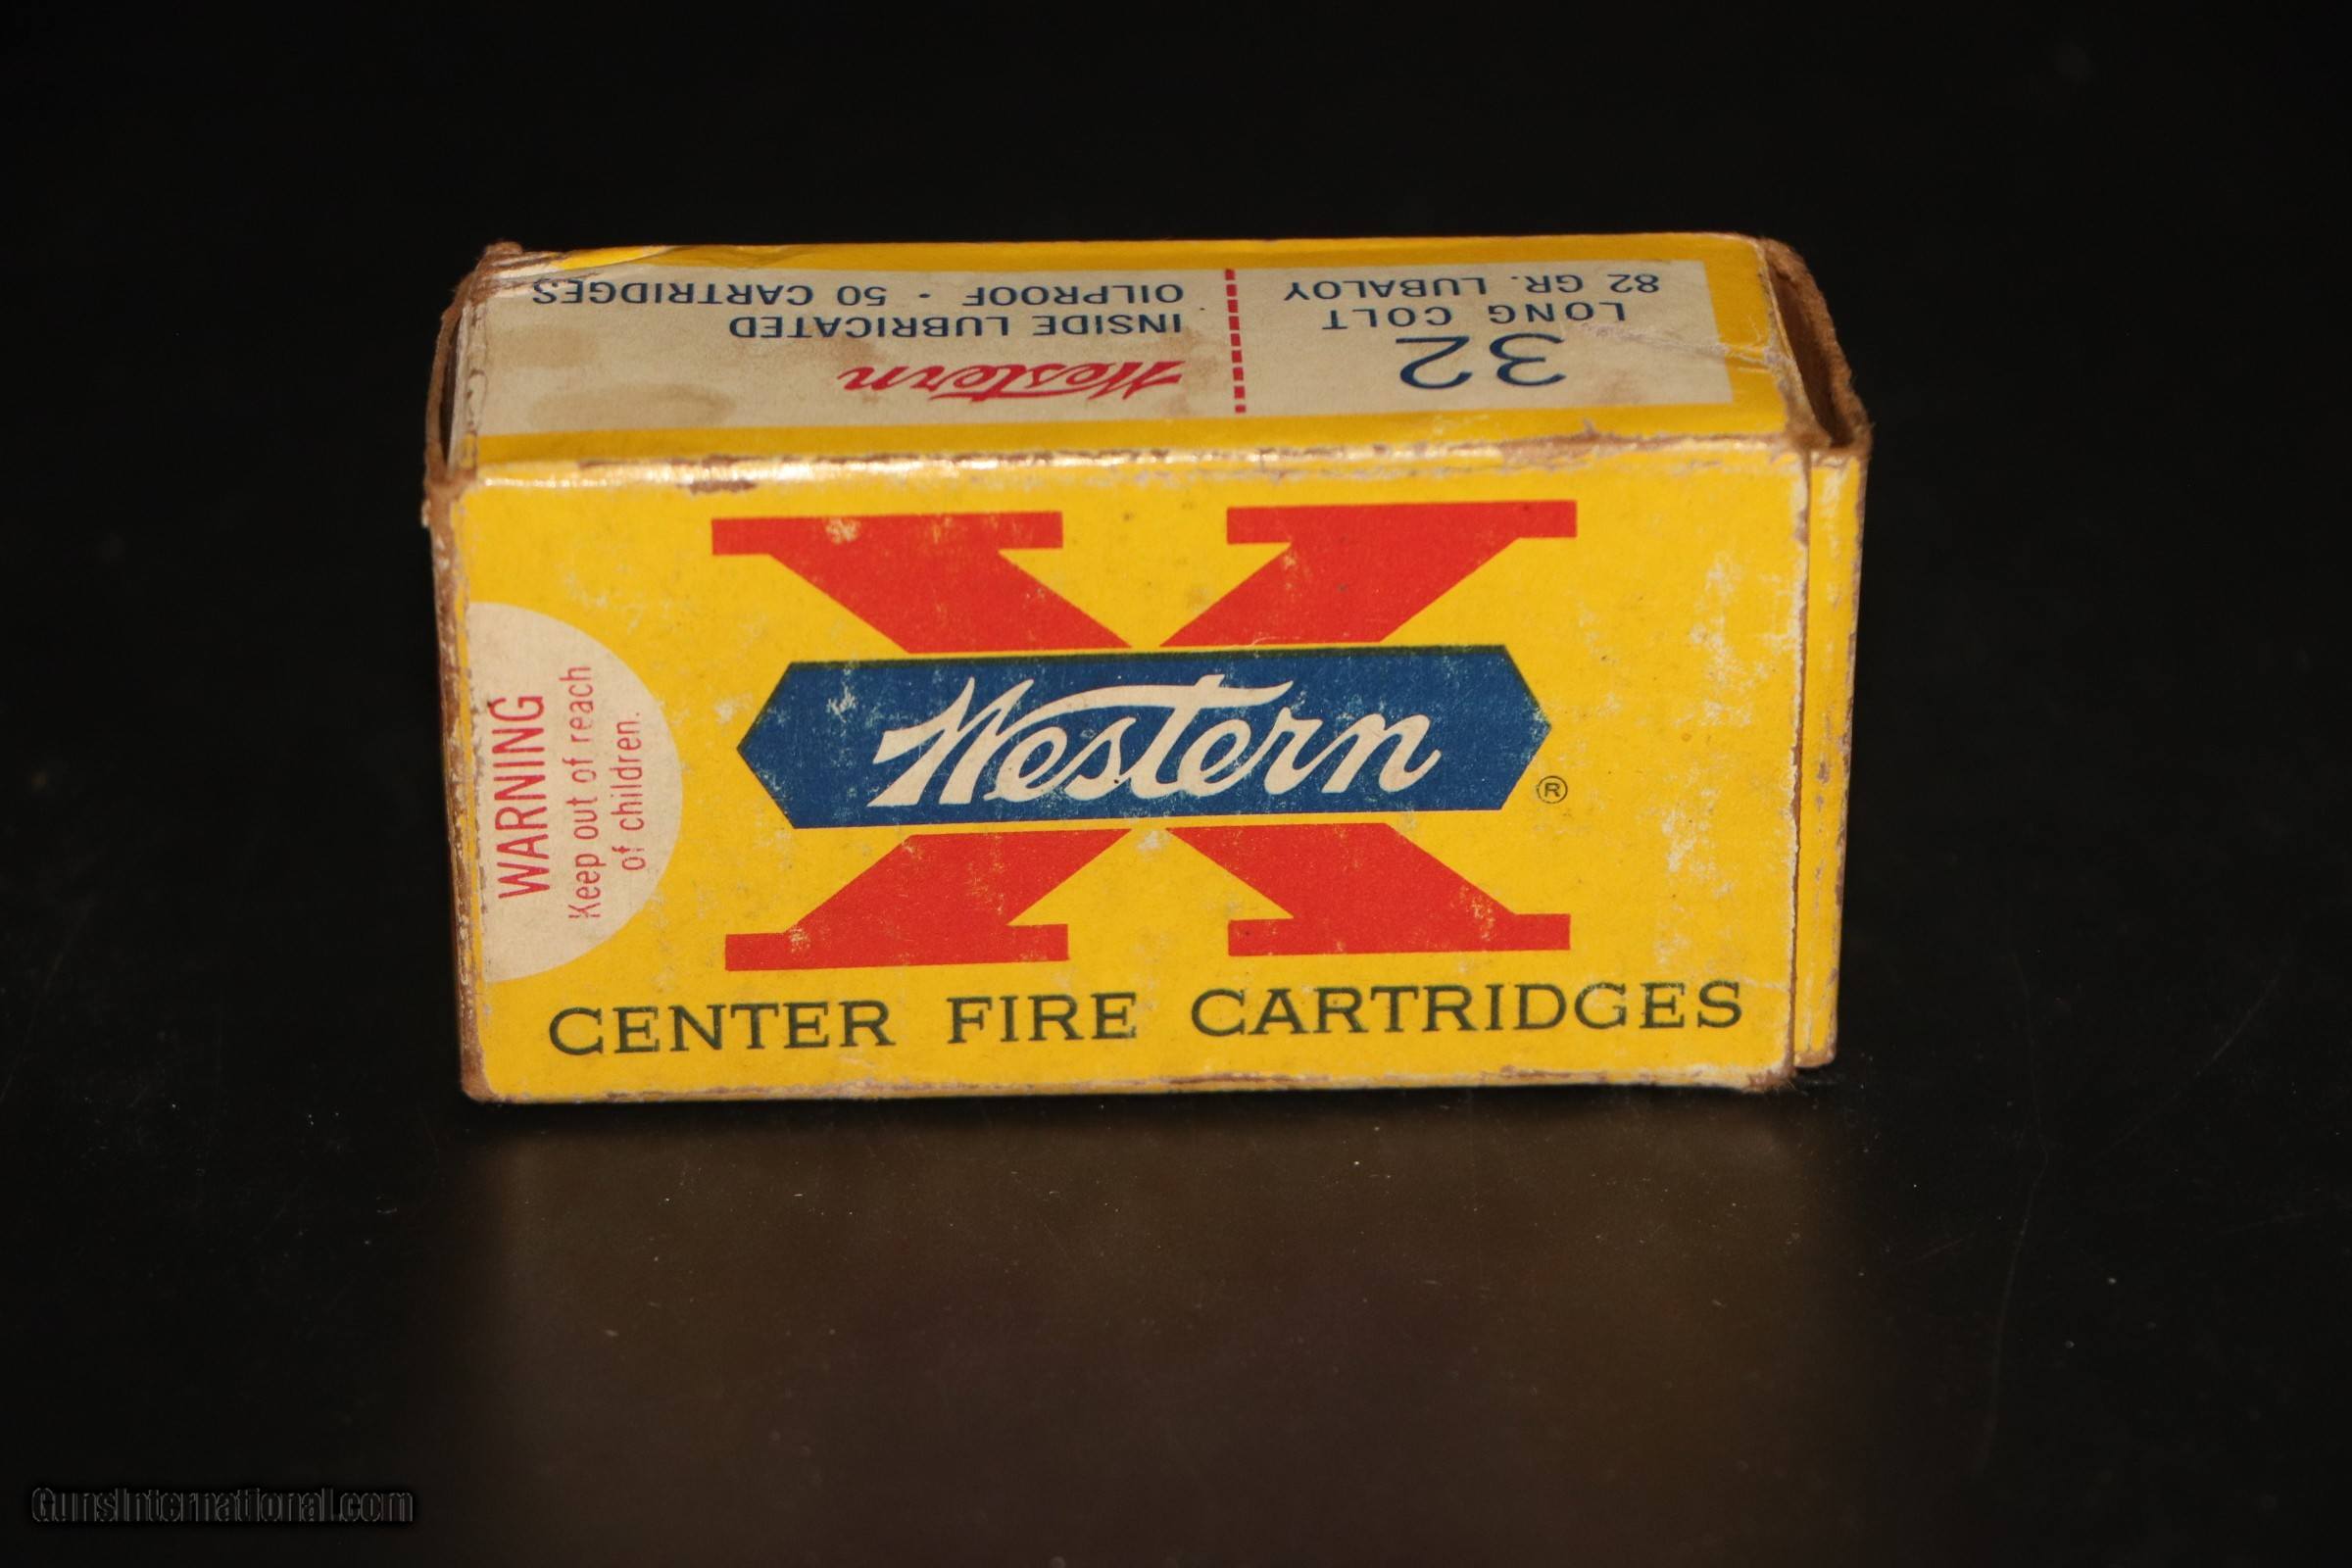 32
LONG COLT
82 GR. LUBALOY
Western
INSIDE LUBRICATED
OILPROOF • 50 CARTRIDGES
WARNING
Keep out of reach
of children.
Western
®
CENTER FIRE CARTRIDGES
GunsInternational.com